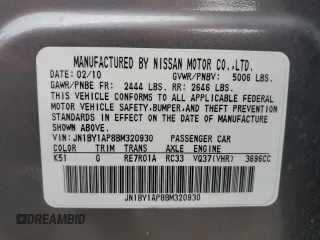 MANUFACTURED BY NISSAN MOTOR CO.,LTD.
DATE: 02/10 GVWR/PNBV: 5006 LBS.
GAWR/PNBE FR: 2444 LBS. RR: 2646 LBS.
THIS VEHICLE CONFORMS TO ALL APPLICABLE
FEDERAL MOTOR VEHICLE SAFETY, BUMPER, AND THEFT
PREVENTION STANDARDS IN EFFECT ON THE DATE OF
MANUFACTURE SHOWN ABOVE.
VIN: JN1BY1AP8BM320930 PASSENGER CAR
COLOR TRIM TRANS AXLE ENGINE
K51 G RE7R01A RC33 VQ37(VHR) 3696CC
JN1BY1AP8BM320930
DREAMBID